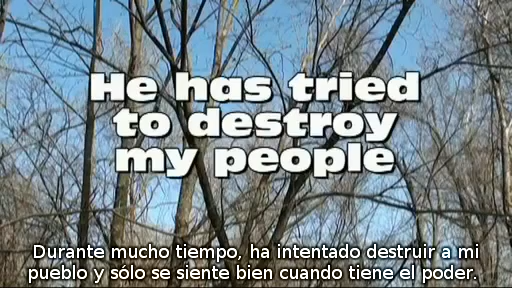 He has tried
to destroy
my people
Durante mucho tiempo, ha intentado destruir a mi
pueblo y sólo se siente bien cuando tiene el poder.